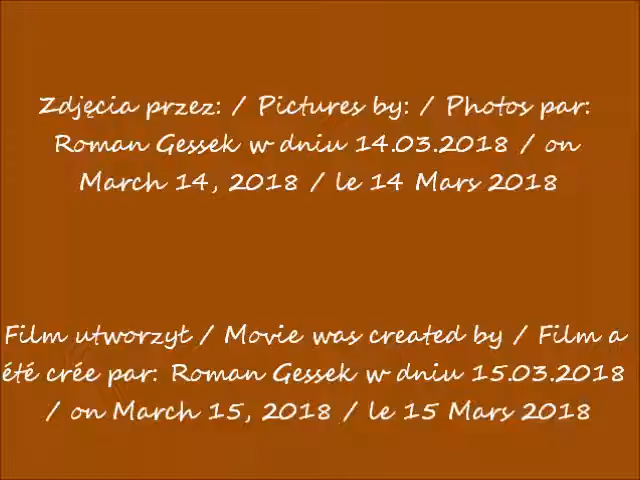 Zdjęcia przez: / Pictures by: / Photos par:
Roman Gessek w dniu 14.03.2018 / on
March 14, 2018 / le 14 Mars 2018
Film utworzył / Movie was created by / Film a
été crée par: Roman Gessek w dniu 15.03.2018
/ on March 15, 2018 / le 15 Mars 2018